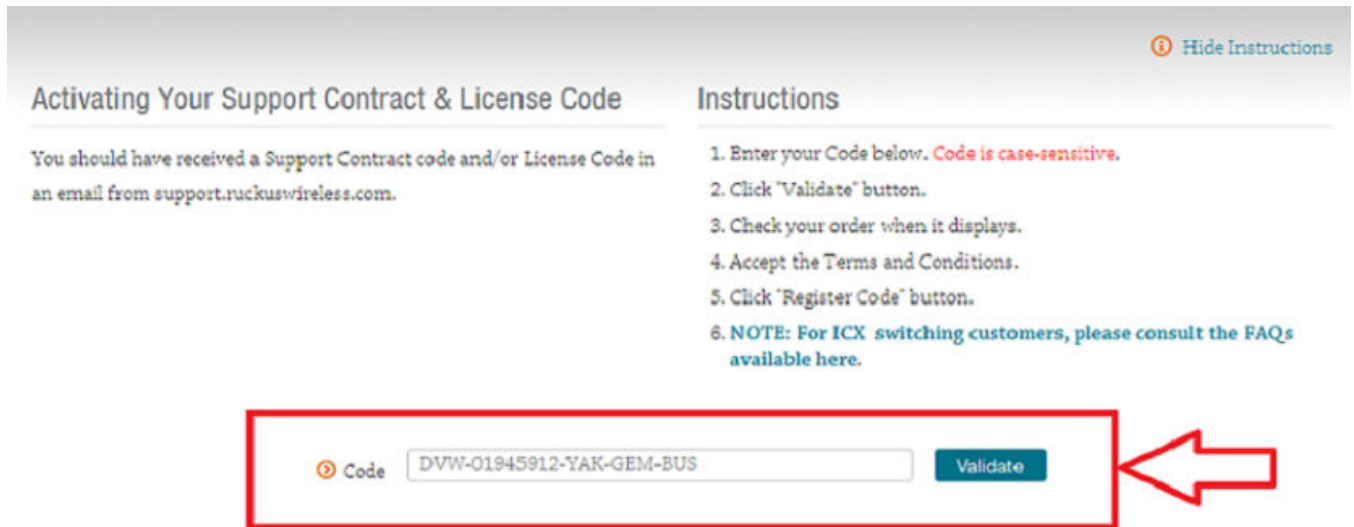 Hide Instructions
Activating Your Support Contract & License Code
You should have received a Support Contract code and/or License Code in
an email from support.ruckuswireless.com.
Instructions
1. Enter your Code below. Code is case-sensitive.
2. Click "Validate" button.
3. Check your order when it displays.
4. Accept the Terms and Conditions.
5. Click "Register Code" button.
6. NOTE: For ICX switching customers, please consult the FAQs
available here.
Code DVW-01945912-YAK-GEM-BUS Validate